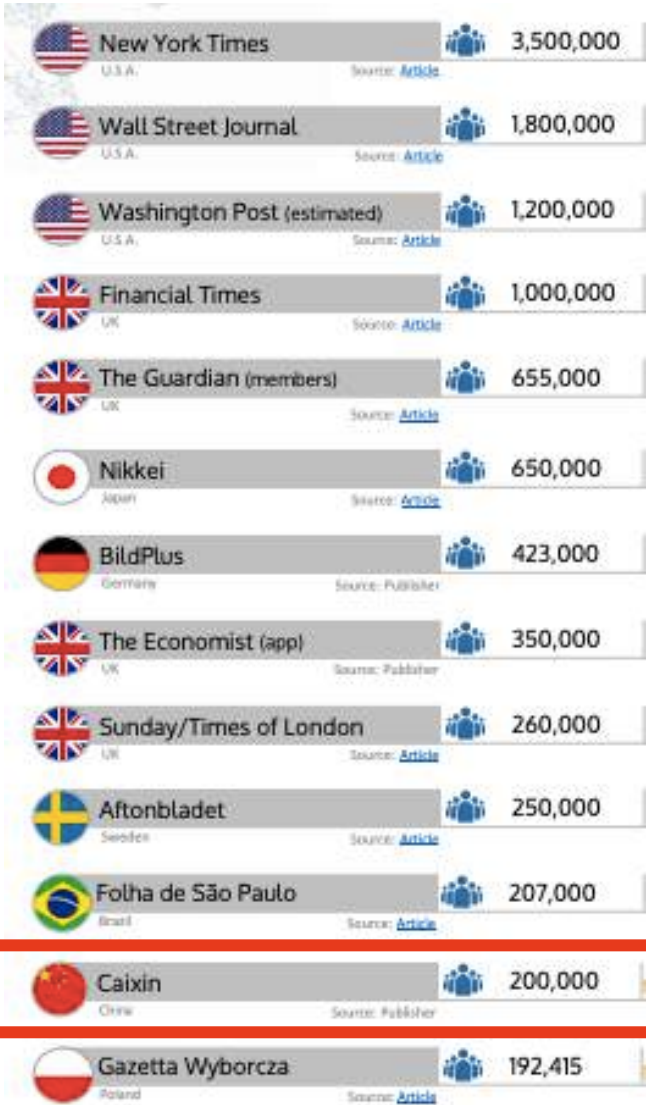 New York Times 3,500,000
U.S.A. Source: Article
Wall Street Journal 1,800,000
U.S.A. Source: Article
Washington Post (estimated) 1,200,000
U.S.A. Source: Article
Financial Times 1,000,000
UK Source: Article
The Guardian (members) 655,000
UK Source: Article
Nikkei 650,000
Japan Source: Article
BildPlus 423,000
Germany Source: Publisher
The Economist (app) 350,000
UK Source: Publisher
Sunday/Times of London 260,000
UK Source: Article
Aftonbladet 250,000
Sweden Source: Article
Folha de São Paulo 207,000
Brazil Source: Article
Caixin 200,000
China Source: Publisher
Gazetta Wyborcza 192,415
Poland Source: Article